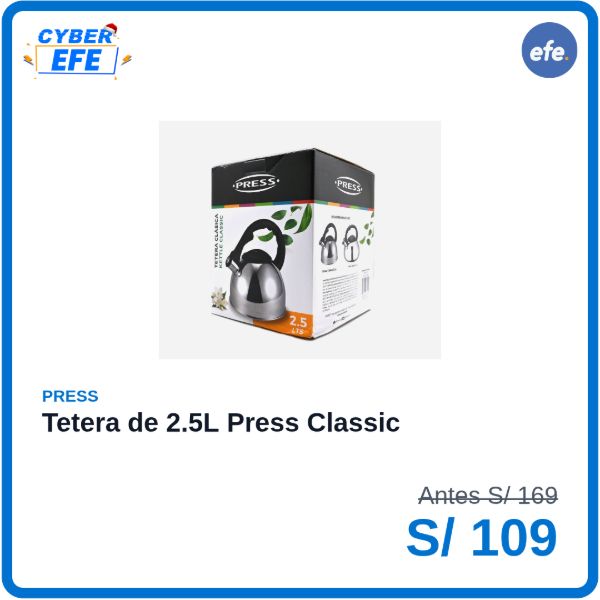 CYBER
EFE
efe.
PRESS
PRESS
TETERA CLÁSICA
KETTLE CLASSIC
2.5
LTS
PRESS
Tetera de 2.5L Press Classic
Antes S/ 169
S/ 109